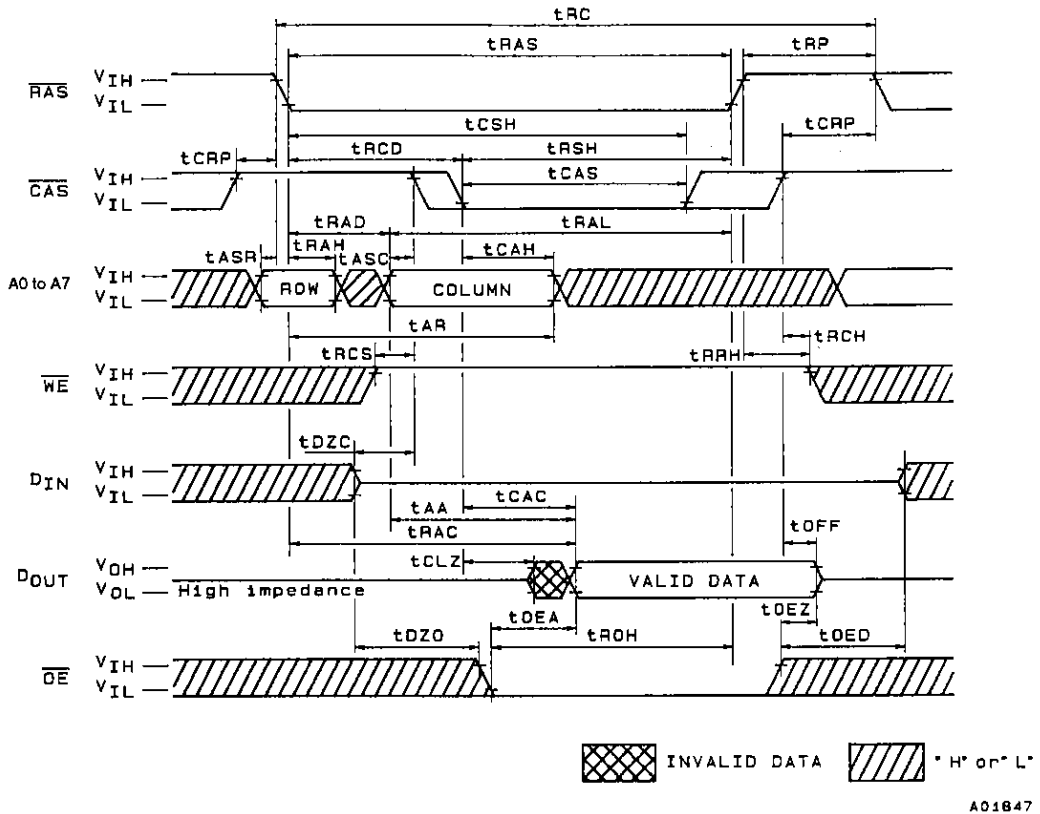 tRC
tRAS
tRP
RAS
VIH
VIL
tCSH
tCRP
tCRP
tRCD
tRSH
CAS
VIH
VIL
tCAS
tRAD
tRAL
tASR
tRAH
tASC
tCAH
A0 to A7
VIH
VIL
ROW
COLUMN
tAR
tRCH
tRCS
tRRH
WE
VIH
VIL
tDZC
DIN
VIH
VIL
tCAC
tAA
tOFF
tRAC
tCLZ
DOUT
VOH
VOL
High impedance
VALID DATA
tOEA
tOEZ
tDZO
tROH
tOED
OE
VIH
VIL
INVALID DATA
"H" or "L"
A01847